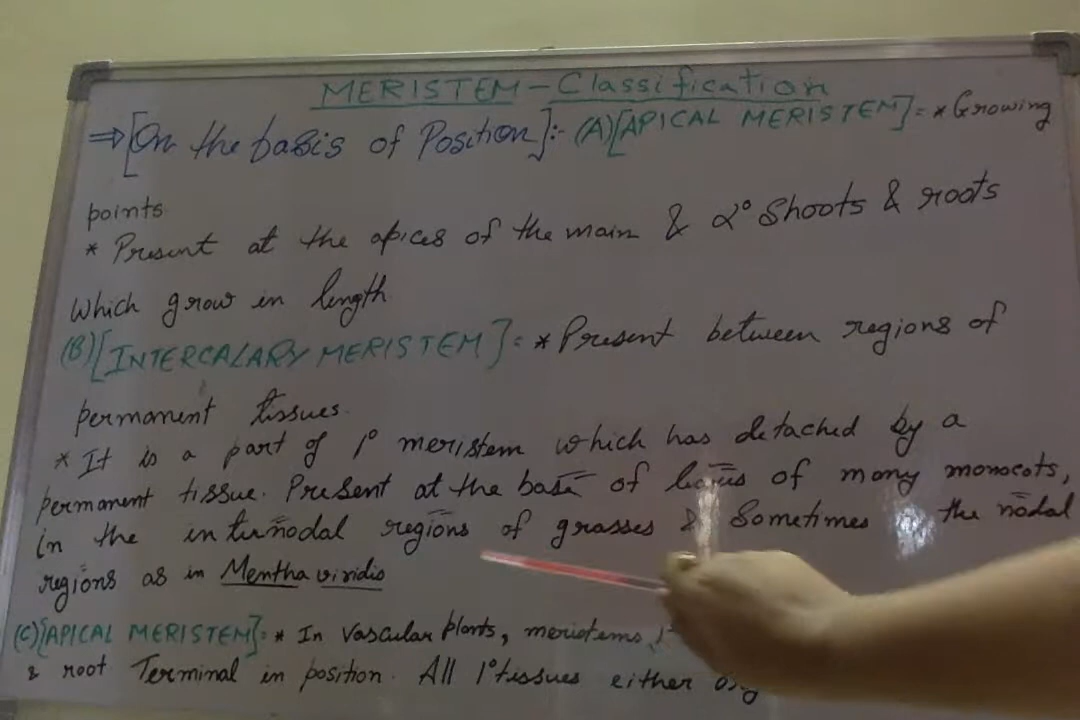 MERISTEM - Classification
⇒[On the basis of Position]:- (A)[APICAL MERISTEM]= * Growing
points.
* Present at the apices of the main & 2° Shoots & roots
Which grow in length
(B)[INTERCALARY MERISTEM]= * Present between regions of
permanent tissues.
* It is a part of 1° meristem which has detached by a
permanent tissue. Present at the base of leaves of many monocots,
in the internodal regions of grasses & Sometimes the nodal
regions as in Mentha viridis
(C)[APICAL MERISTEM]= * In vascular plants, meristems
& root Terminal in position. All 1° tissues either